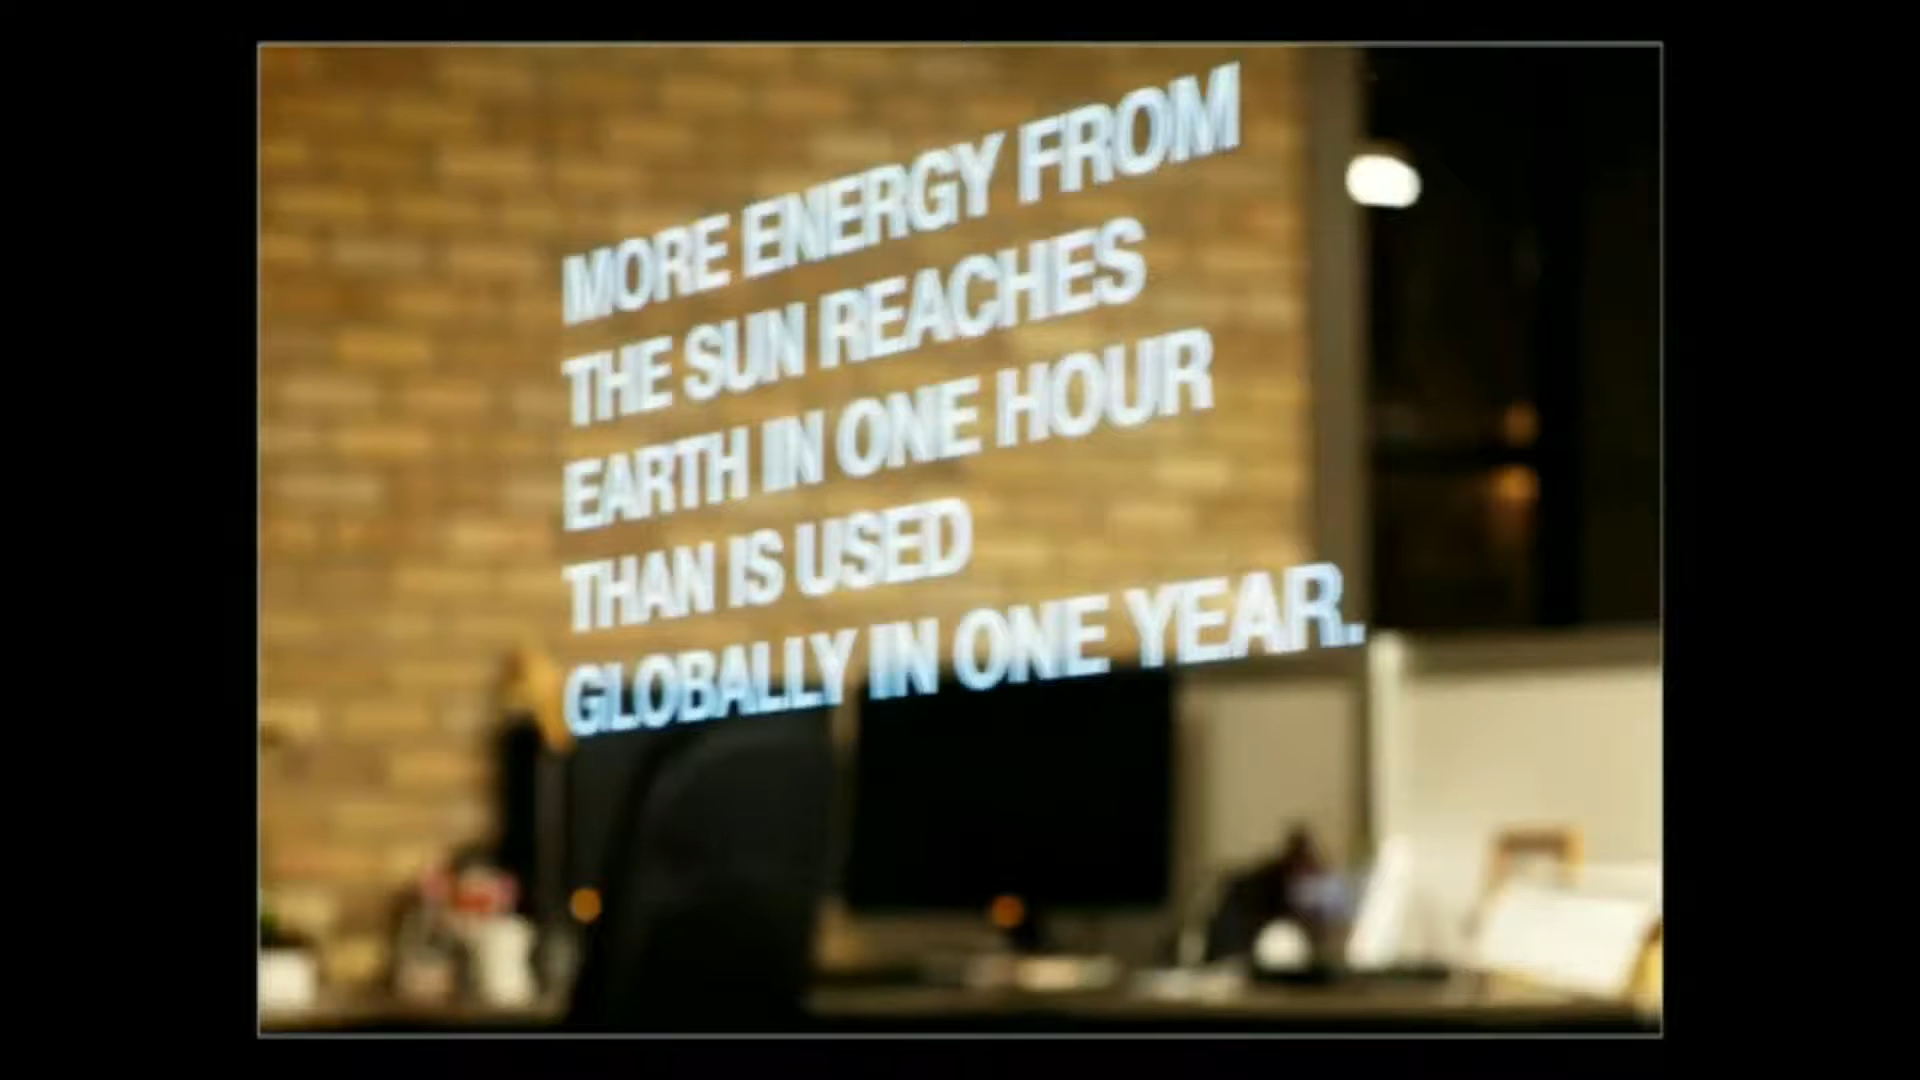 MORE ENERGY FROM
THE SUN REACHES
EARTH IN ONE HOUR
THAN IS USED
GLOBALLY IN ONE YEAR.